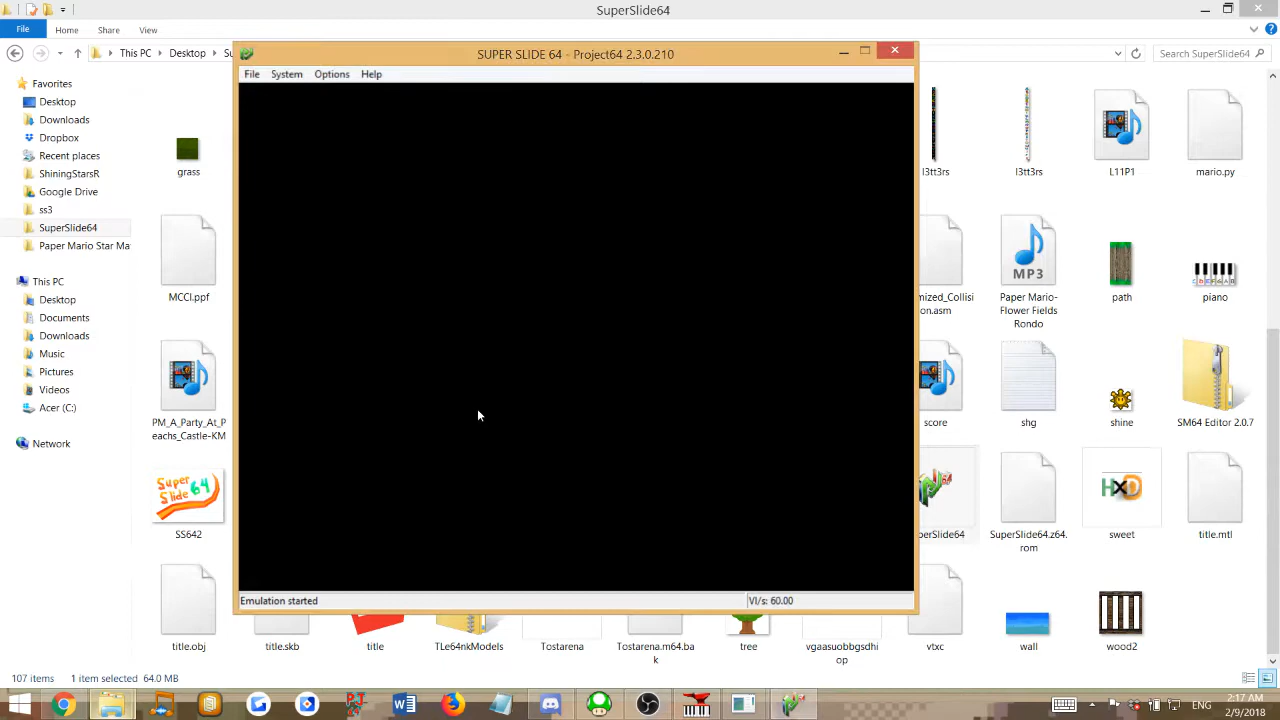 SuperSlide64
File
Home
Share
View
This PC
Desktop
Search SuperSlide64
SUPER SLIDE 64 - Project64 2.3.0.210
File
System
Options
Help
Favorites
Desktop
Downloads
Dropbox
Recent places
ShiningStarsR
Google Drive
ss3
SuperSlide64
Paper Mario Star Ma
This PC
Desktop
Documents
Downloads
Music
Pictures
Videos
Acer (C:)
Network
grass
l3tt3rs
l3tt3rs
L11P1
mario.py
MCCI.ppf
mized_Collisi
on.asm
MP3
Paper Mario-
Flower Fields
Rondo
path
piano
PM_A_Party_At_P
eachs_Castle-KM
score
shg
shine
SM64 Editor 2.0.7
Super
Slide 64
SS642
perSlide64
SuperSlide64.z64.
rom
HxD
sweet
title.mtl
Emulation started
VI/s: 60.00
title.obj
title.skb
title
TLe64nkModels
Tostarena
Tostarena.m64.ba
k
tree
vgaasuobbgsdhi
op
vtxc
wall
wood2
107 items
1 item selected 64.0 MB
2:17 AM
2/9/2018